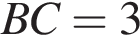 BC = 3